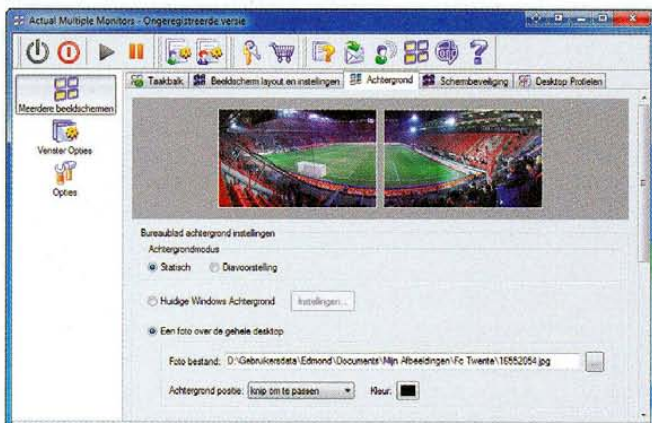 Actual Multiple Monitors - Ongeregistreerde versie
Taakbalk
Beeldscherm layout en instellingen
Achtergrond
Schermbeveiliging
Desktop Profielen
Meerdere beeldschermen
Venster Opties
Opties
Bureaublad achtergrond instellingen
Achtergrondmodus
Statisch
Diavoorstelling
Huidige Windows Achtergrond
Instellingen...
Een foto over de gehele desktop
Foto bestand: D:\Gebruikersdata\Edmond\Documents\Mijn Afbeeldingen\Fc Twente\16552054.jpg
...
Achtergrond positie: knip om te passen
Kleur: